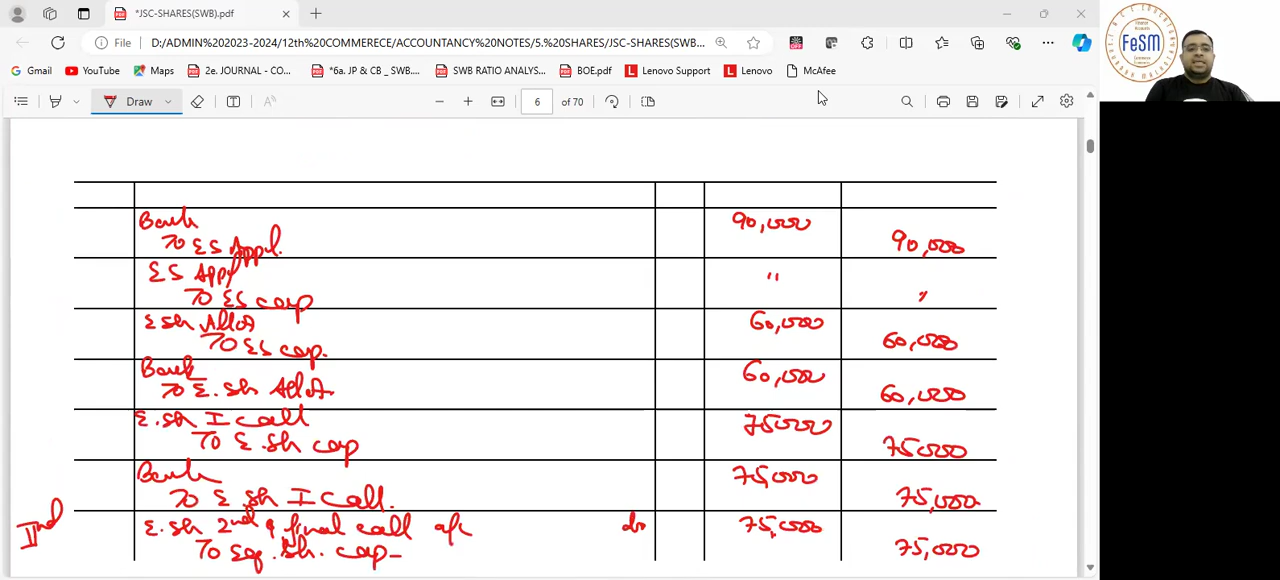 *JSC-SHARES(SWB).pdf
File D:/ADMIN%202023-2024/12th%20COMMERECE/ACCOUNTANCY%20NOTES/5.%20SHARES/JSC-SHARES(SWB...
Gmail YouTube Maps 2e. JOURNAL - CO... *6a. JP & CB _ SWB.... SWB RATIO ANALYS... BOE.pdf Lenovo Support Lenovo McAfee
Draw 6 of 70
FeSM
Bank 90,000
To ES Appl. 90,000
ES Appl "
To ES cap "
E sh Allot 60,000
To ES cap. 60,000
Bank 60,000
To E. sh Allot. 60,000
E. sh I call 75000
To E. sh cap 75000
Bank 75,000
To E sh I call. 75,000
IInd E. sh 2nd & final call a/c dr 75,000
To Eq. Sh. cap- 75,000